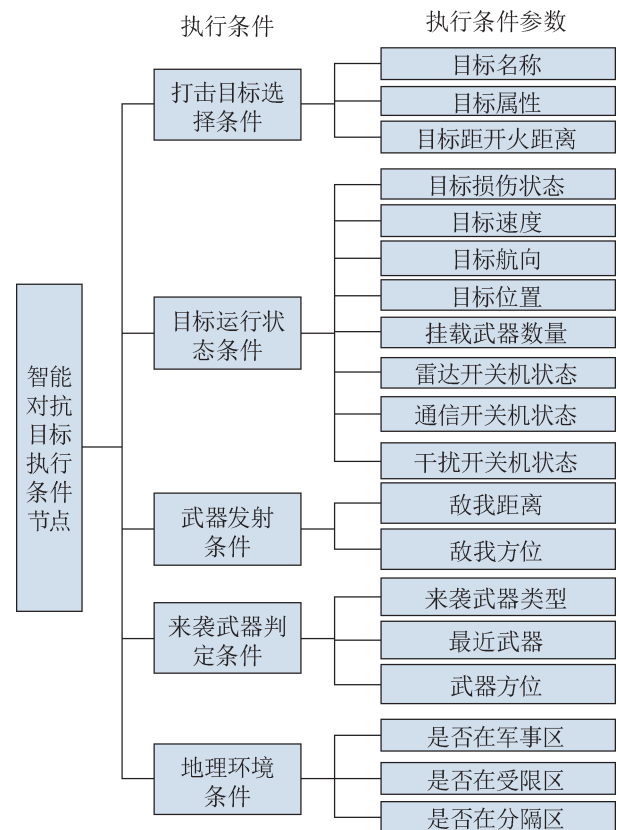 执行条件
执行条件参数
智能
对抗
目标
执行
条件
节点
打击目标选
择条件
目标名称
目标属性
目标距开火距离
目标运行状
态条件
目标损伤状态
目标速度
目标航向
目标位置
挂载武器数量
雷达开关机状态
通信开关机状态
干扰开关机状态
武器发射
条件
敌我距离
敌我方位
来袭武器判
定条件
来袭武器类型
最近武器
武器方位
地理环境
条件
是否在军事区
是否在受限区
是否在分隔区